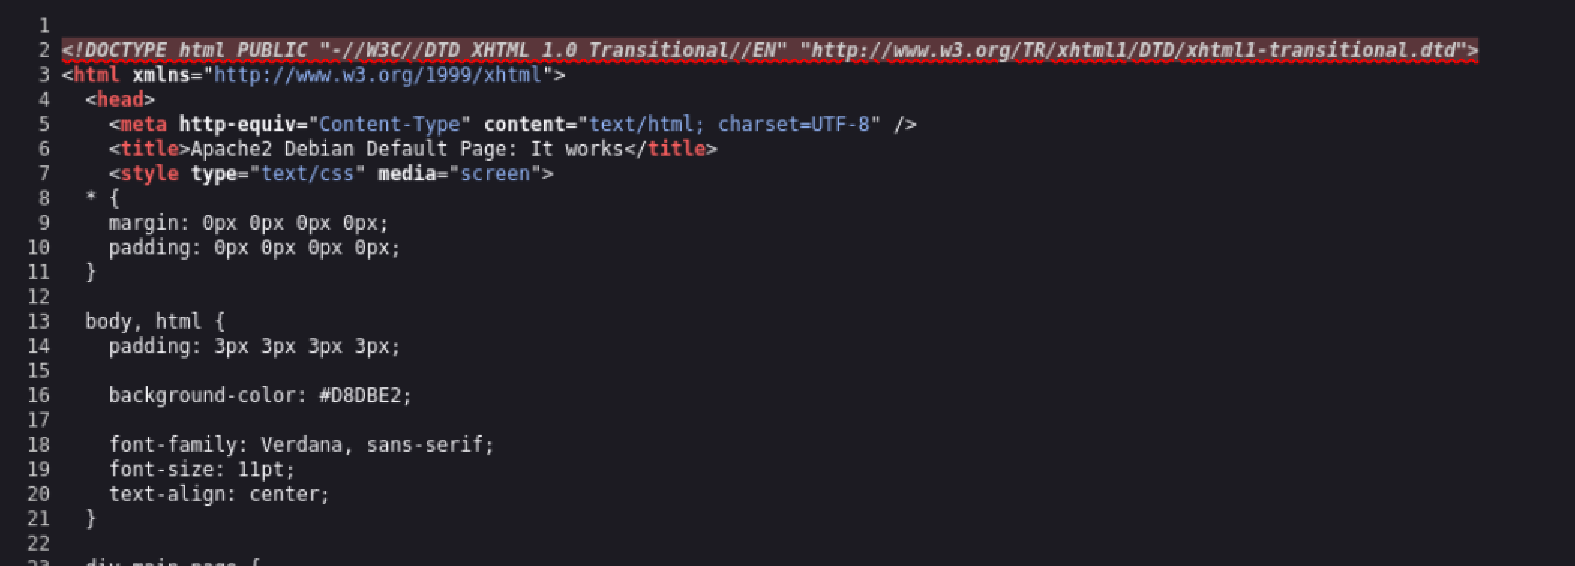 1
2 <!DOCTYPE html PUBLIC "-//W3C//DTD XHTML 1.0 Transitional//EN" "http://www.w3.org/TR/xhtml1/DTD/xhtml1-transitional.dtd">
3 <html xmlns="http://www.w3.org/1999/xhtml">
4   <head>
5     <meta http-equiv="Content-Type" content="text/html; charset=UTF-8" />
6     <title>Apache2 Debian Default Page: It works</title>
7     <style type="text/css" media="screen">
8   * {
9     margin: 0px 0px 0px 0px;
10     padding: 0px 0px 0px 0px;
11   }
12
13   body, html {
14     padding: 3px 3px 3px 3px;
15
16     background-color: #D8DBE2;
17
18     font-family: Verdana, sans-serif;
19     font-size: 11pt;
20     text-align: center;
21   }
22
23   div.main_page {